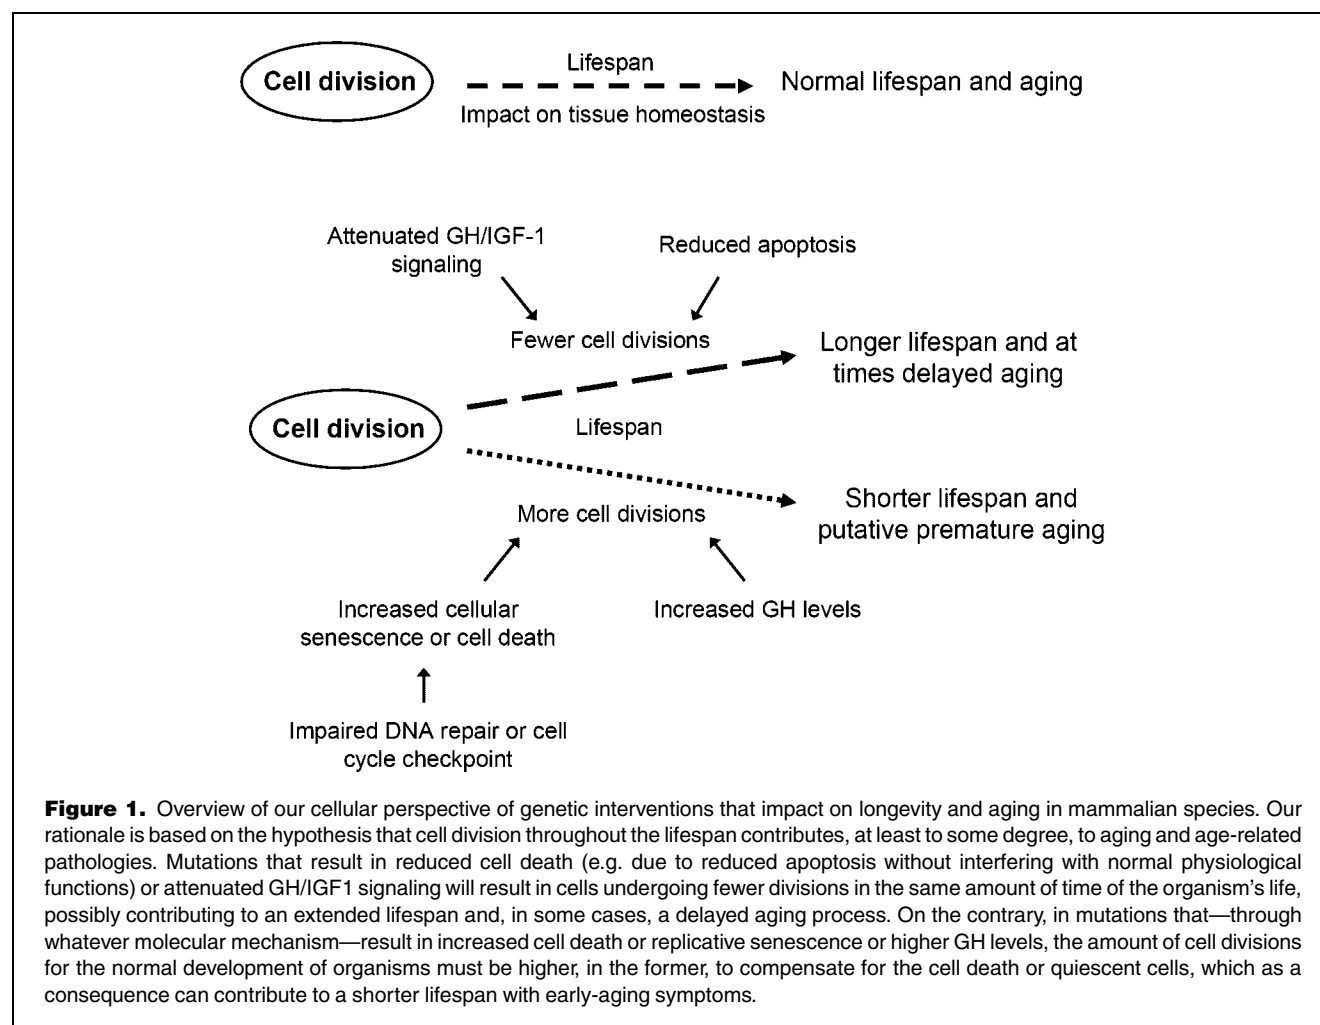 Cell division
Lifespan
Impact on tissue homeostasis
Normal lifespan and aging
Attenuated GH/IGF-1
signaling
Reduced apoptosis
Fewer cell divisions
Longer lifespan and at
times delayed aging
Cell division
Lifespan
Shorter lifespan and
putative premature aging
More cell divisions
Increased cellular
senescence or cell death
Increased GH levels
Impaired DNA repair or cell
cycle checkpoint
Figure 1. Overview of our cellular perspective of genetic interventions that impact on longevity and aging in mammalian species. Our
rationale is based on the hypothesis that cell division throughout the lifespan contributes, at least to some degree, to aging and age-related
pathologies. Mutations that result in reduced cell death (e.g. due to reduced apoptosis without interfering with normal physiological
functions) or attenuated GH/IGF1 signaling will result in cells undergoing fewer divisions in the same amount of time of the organism's life,
possibly contributing to an extended lifespan and, in some cases, a delayed aging process. On the contrary, in mutations that—through
whatever molecular mechanism—result in increased cell death or replicative senescence or higher GH levels, the amount of cell divisions
for the normal development of organisms must be higher, in the former, to compensate for the cell death or quiescent cells, which as a
consequence can contribute to a shorter lifespan with early-aging symptoms.